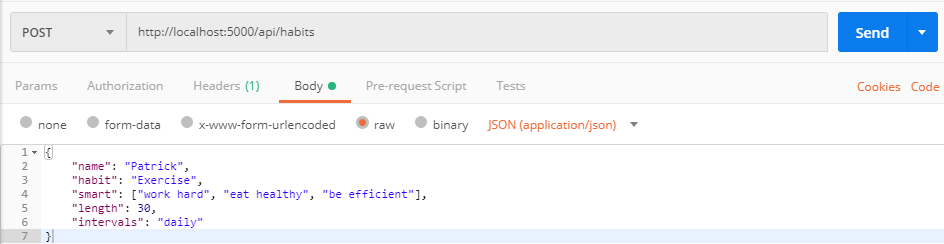 POST http://localhost:5000/api/habits Send
Params Authorization Headers (1) Body Pre-request Script Tests Cookies Code
none form-data x-www-form-urlencoded raw binary JSON (application/json)
1 {
2 "name": "Patrick",
3 "habit": "Exercise",
4 "smart": ["work hard", "eat healthy", "be efficient"],
5 "length": 30,
6 "intervals": "daily"
7 }